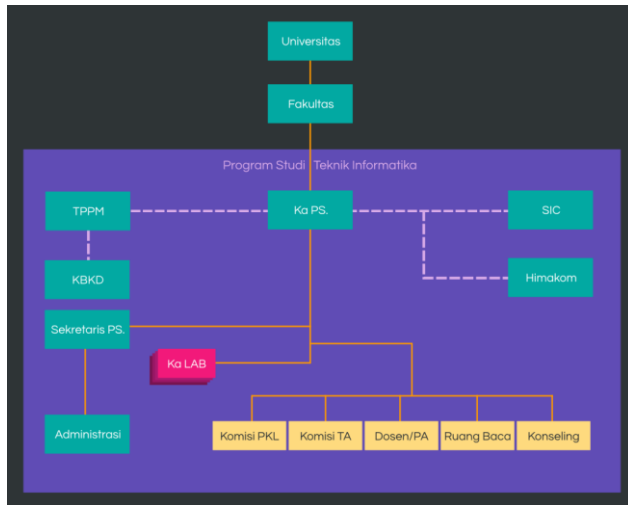 Universitas
Fakultas
Program Studi Teknik Informatika
TPPM
Ka PS.
SIC
KBKD
Himakom
Sekretaris PS.
Ka LAB
Administrasi
Komisi PKL
Komisi TA
Dosen/PA
Ruang Baca
Konseling